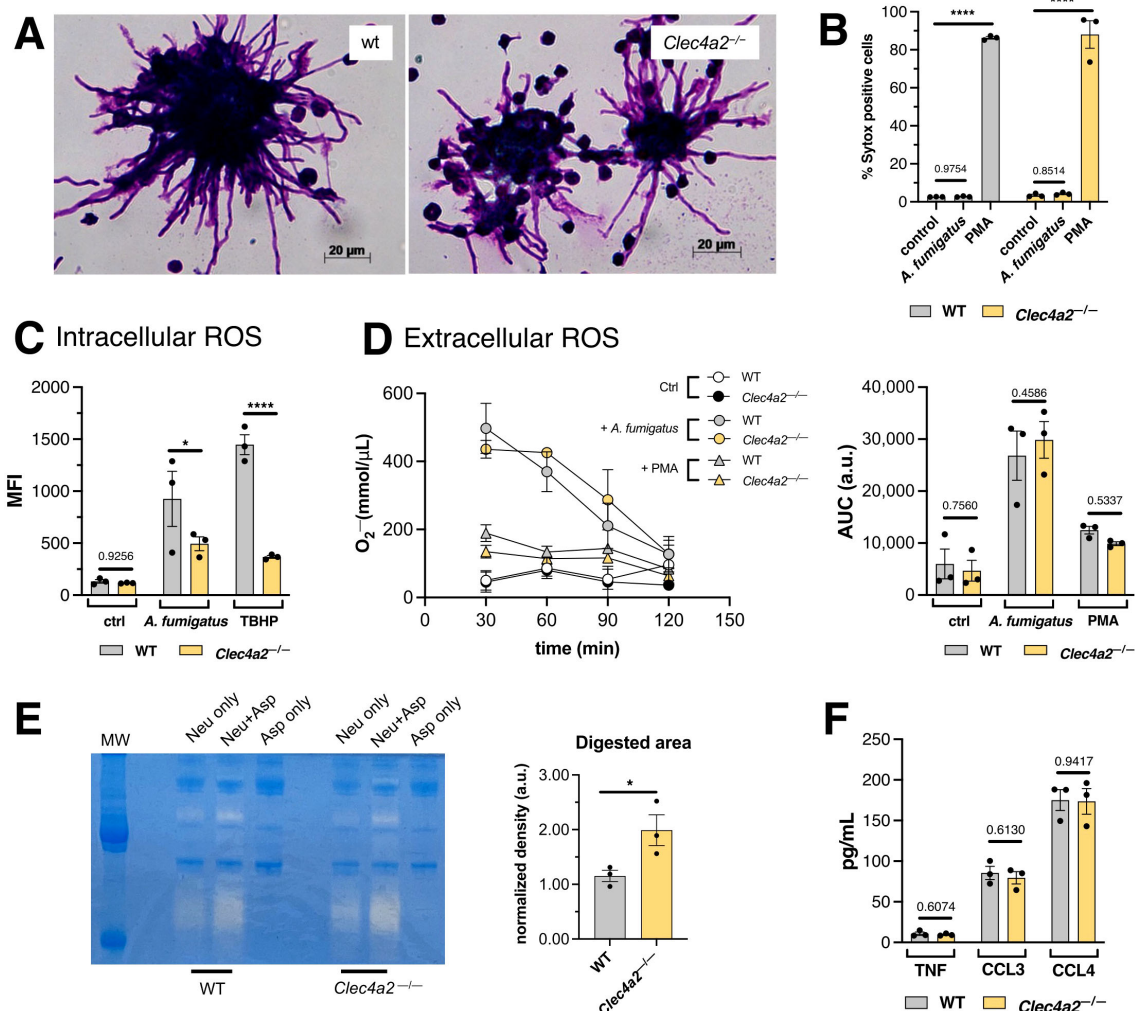 A
wt
Clec4a2–/–
20 µm
20 µm
B
% Sytox positive cells
100
80
60
40
20
0
****
****
0.9754
0.8514
control
A. fumigatus
PMA
control
A. fumigatus
PMA
WT
Clec4a2–/–
C Intracellular ROS
MFI
2000
1500
1000
500
0
0.9256
*
****
ctrl
A. fumigatus
TBHP
WT
Clec4a2–/–
D Extracellular ROS
O2–(mmol/µL)
600
400
200
0
0
30
60
90
120
150
time (min)
Ctrl
WT
Clec4a2–/–
+ A. fumigatus
WT
Clec4a2–/–
+ PMA
WT
Clec4a2–/–
AUC (a.u.)
40,000
30,000
20,000
10,000
0
0.7560
0.4586
0.5337
ctrl
A. fumigatus
PMA
WT
Clec4a2–/–
E
MW
Neu only
Neu+Asp
Asp only
Neu only
Neu+Asp
Asp only
WT
Clec4a2 –/–
Digested area
normalized density (a.u.)
3.00
2.00
1.00
0.00
*
WT
Clec4a2–/–
F
pg/mL
250
200
150
100
50
0
0.6074
0.6130
0.9417
TNF
CCL3
CCL4
WT
Clec4a2–/–